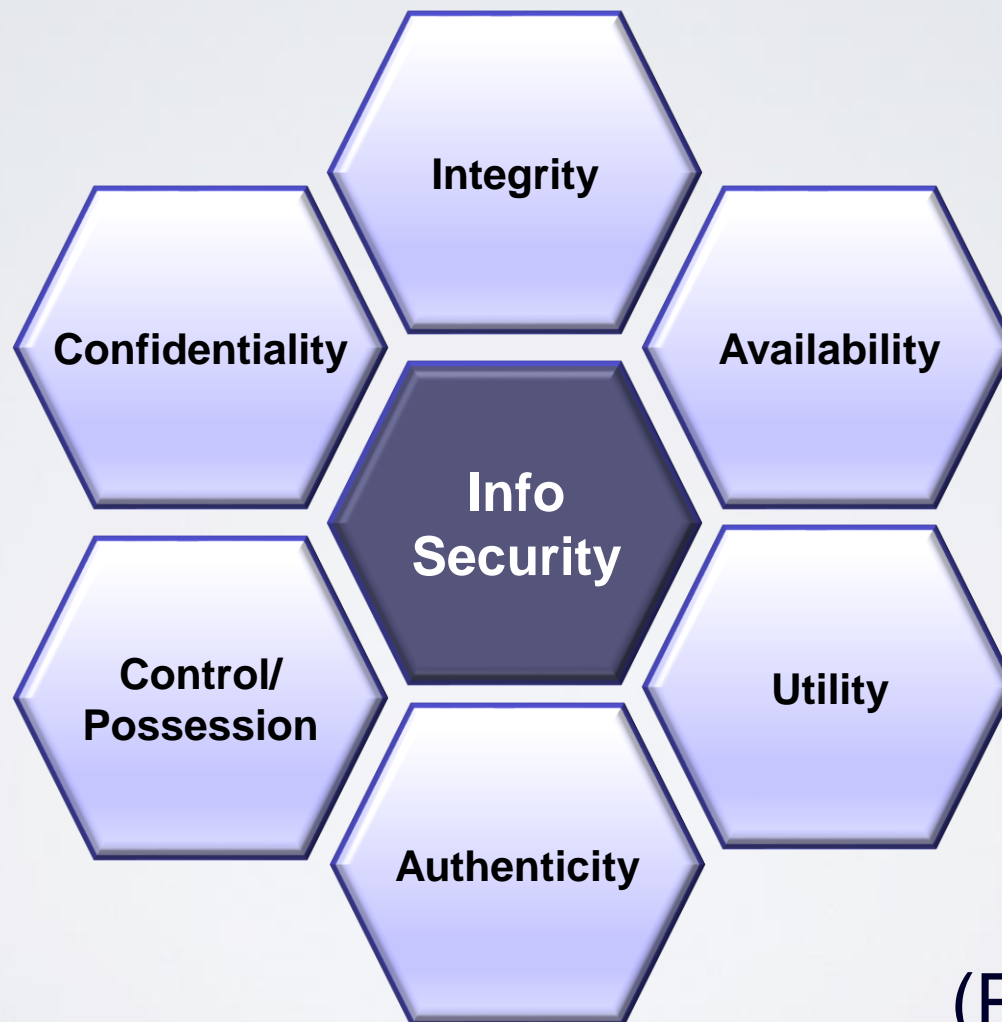 Integrity
Confidentiality
Availability
Info
Security
Control/
Possession
Utility
Authenticity